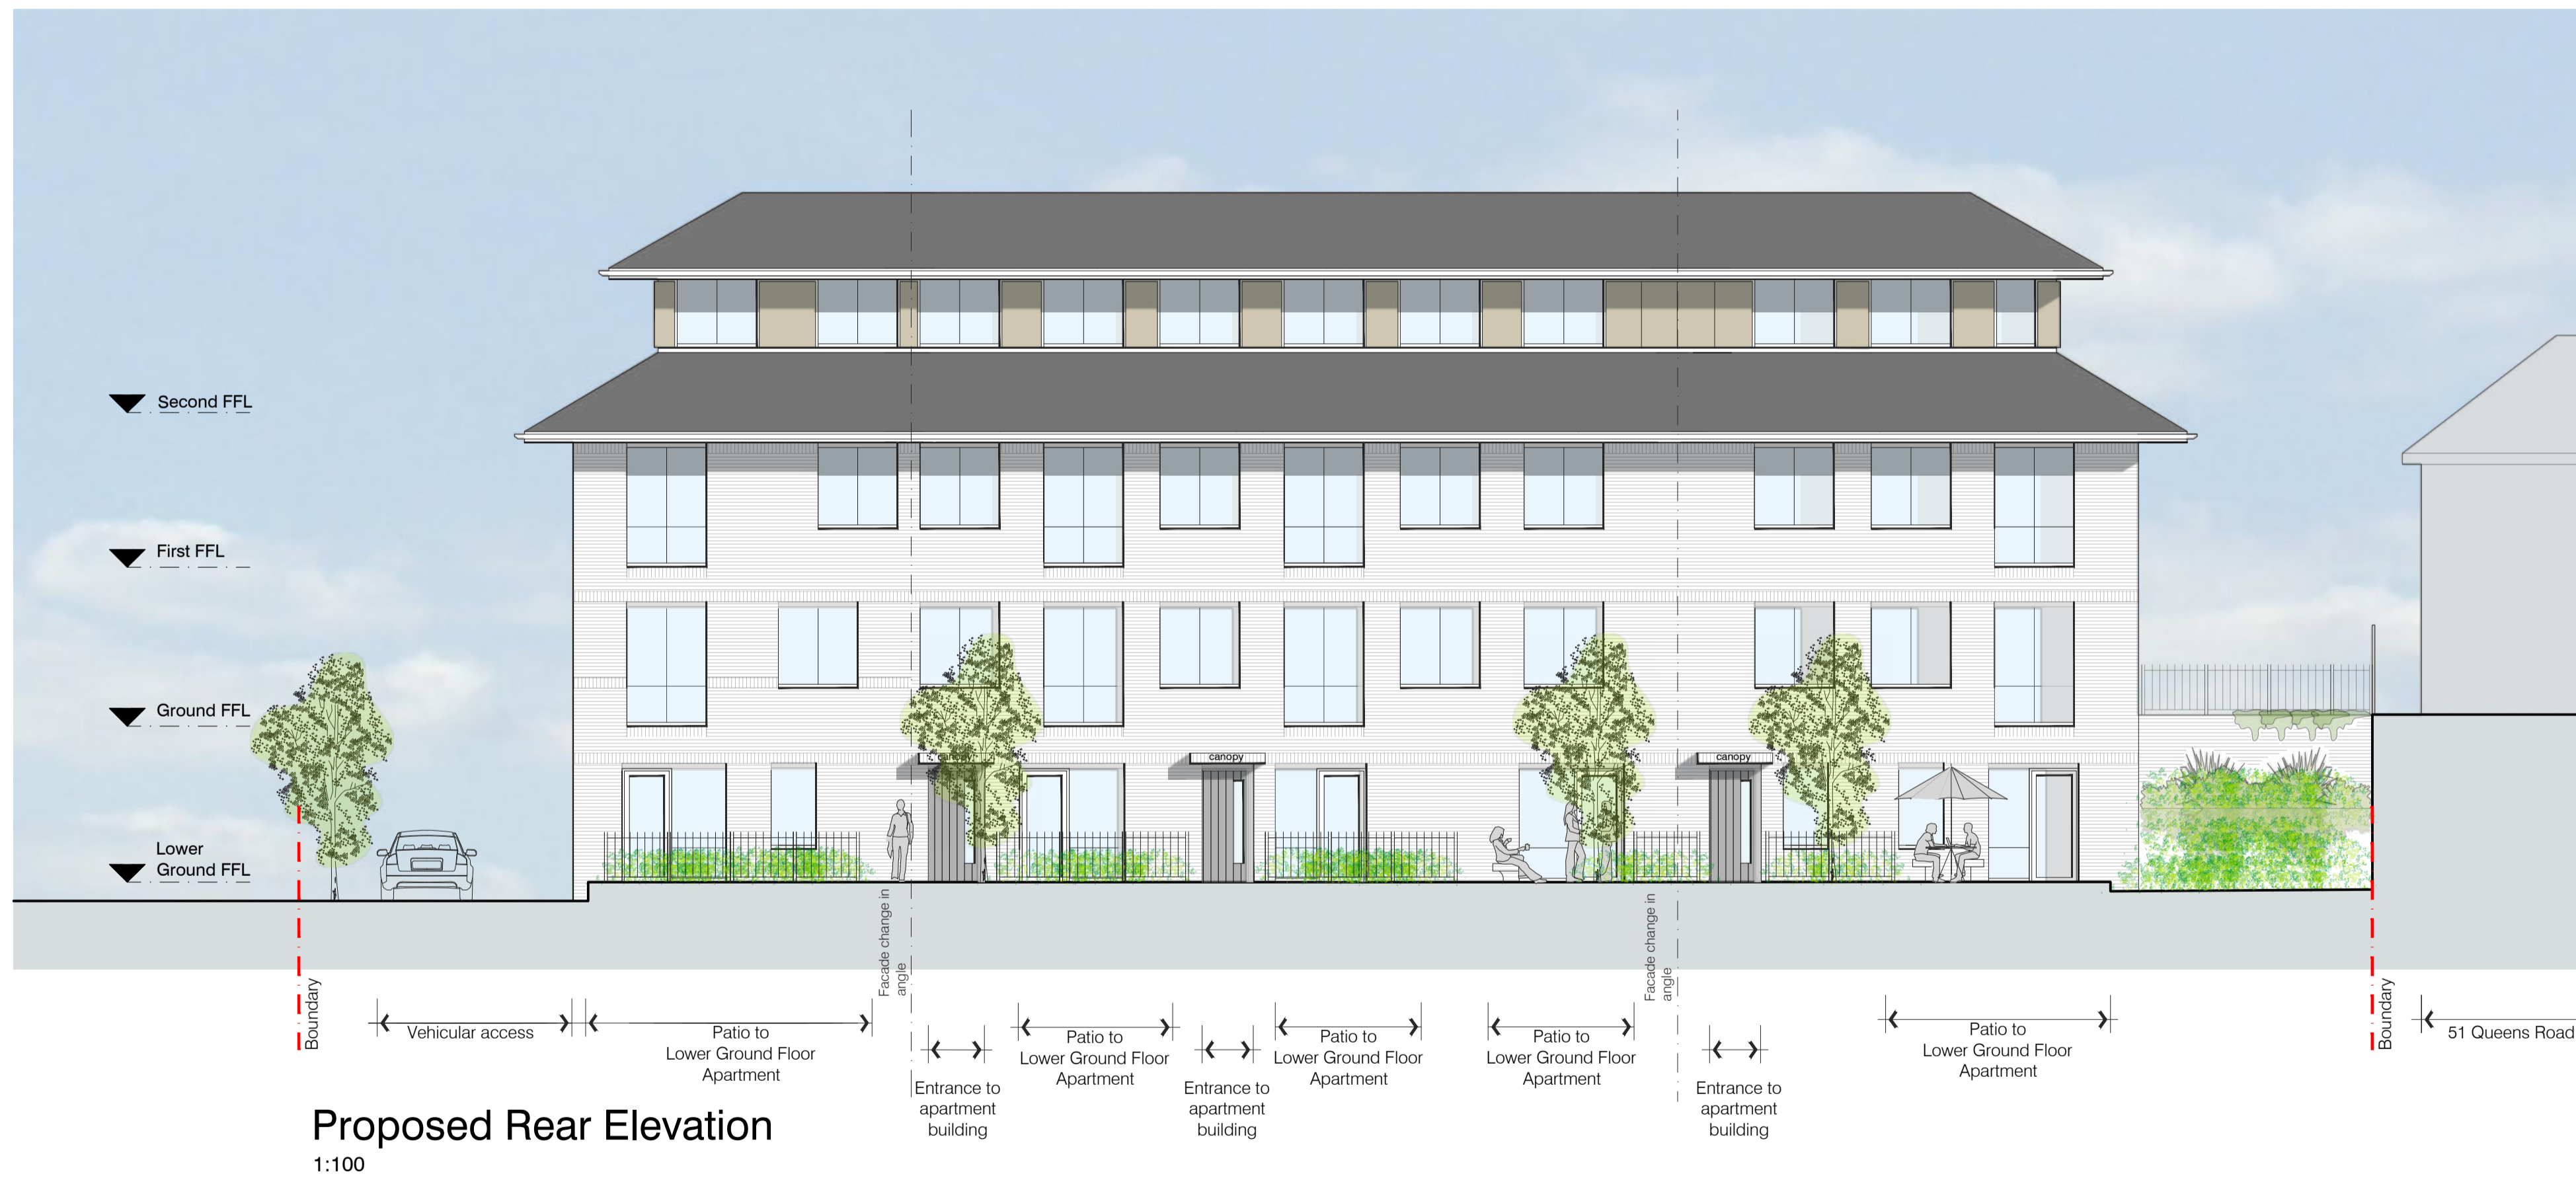 Second FFL
First FFL
Ground FFL
Lower
Ground FFL
canopy
canopy
canopy
Facade change in
angle
Facade change in
angle
Boundary
Boundary
Vehicular access
Patio to
Lower Ground Floor
Apartment
Entrance to
apartment
building
Patio to
Lower Ground Floor
Apartment
Entrance to
apartment
building
Patio to
Lower Ground Floor
Apartment
Patio to
Lower Ground Floor
Apartment
Entrance to
apartment
building
Patio to
Lower Ground Floor
Apartment
51 Queens Road
Proposed Rear Elevation
1:100